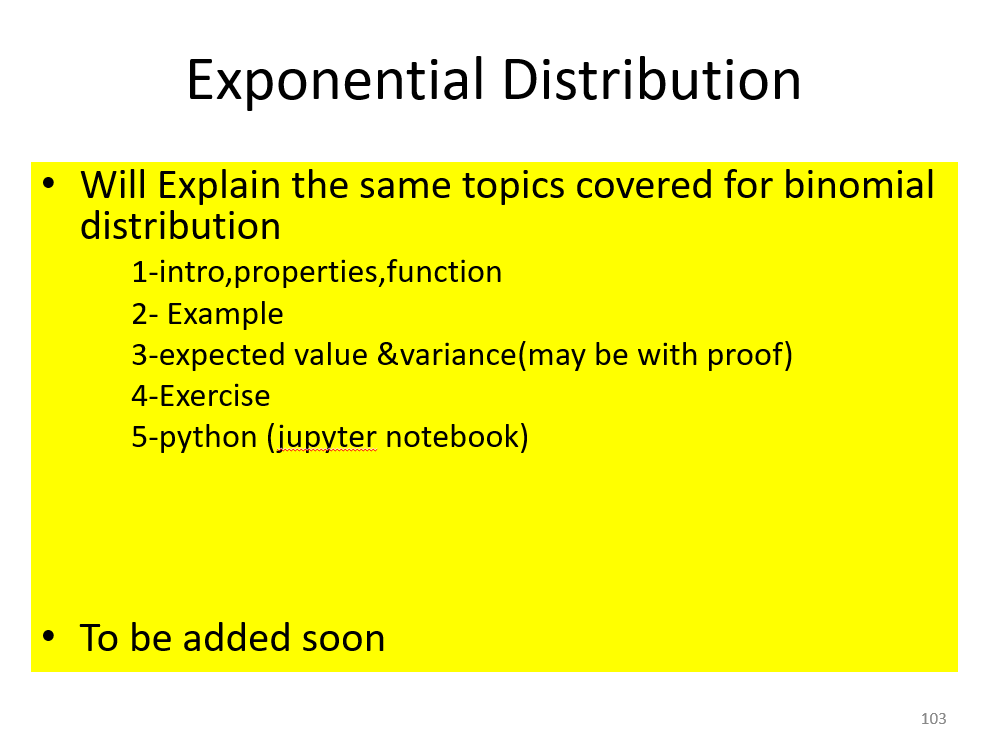 Exponential Distribution
• Will Explain the same topics covered for binomial
distribution
1-intro,properties,function
2- Example
3-expected value &variance(may be with proof)
4-Exercise
5-python (jupyter notebook)
• To be added soon
103